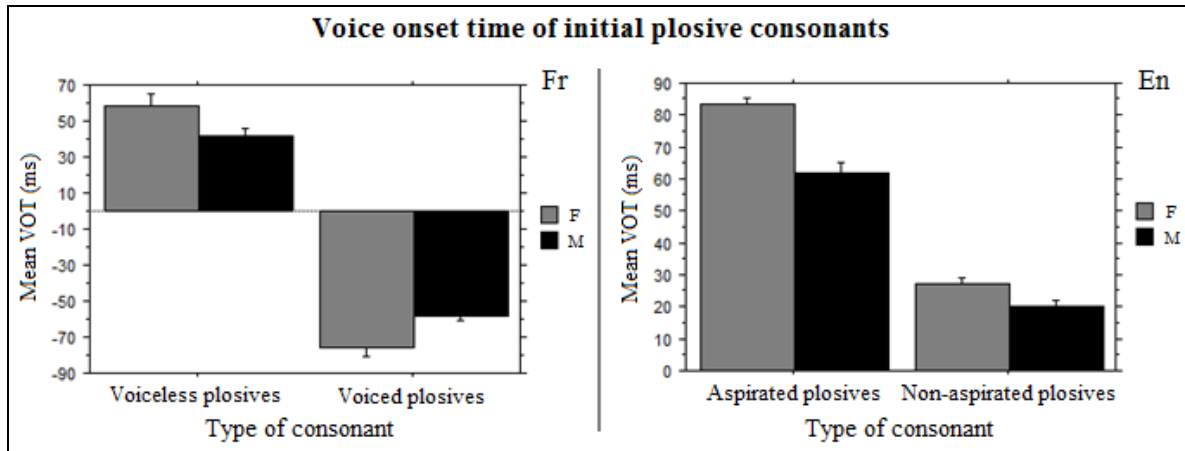 Voice onset time of initial plosive consonants
Fr
Mean VOT (ms)
70
50
30
10
-10
-30
-50
-70
-90
Voiceless plosives
Voiced plosives
Type of consonant
F
M
En
Mean VOT (ms)
90
80
70
60
50
40
30
20
10
0
Aspirated plosives
Non-aspirated plosives
Type of consonant
F
M